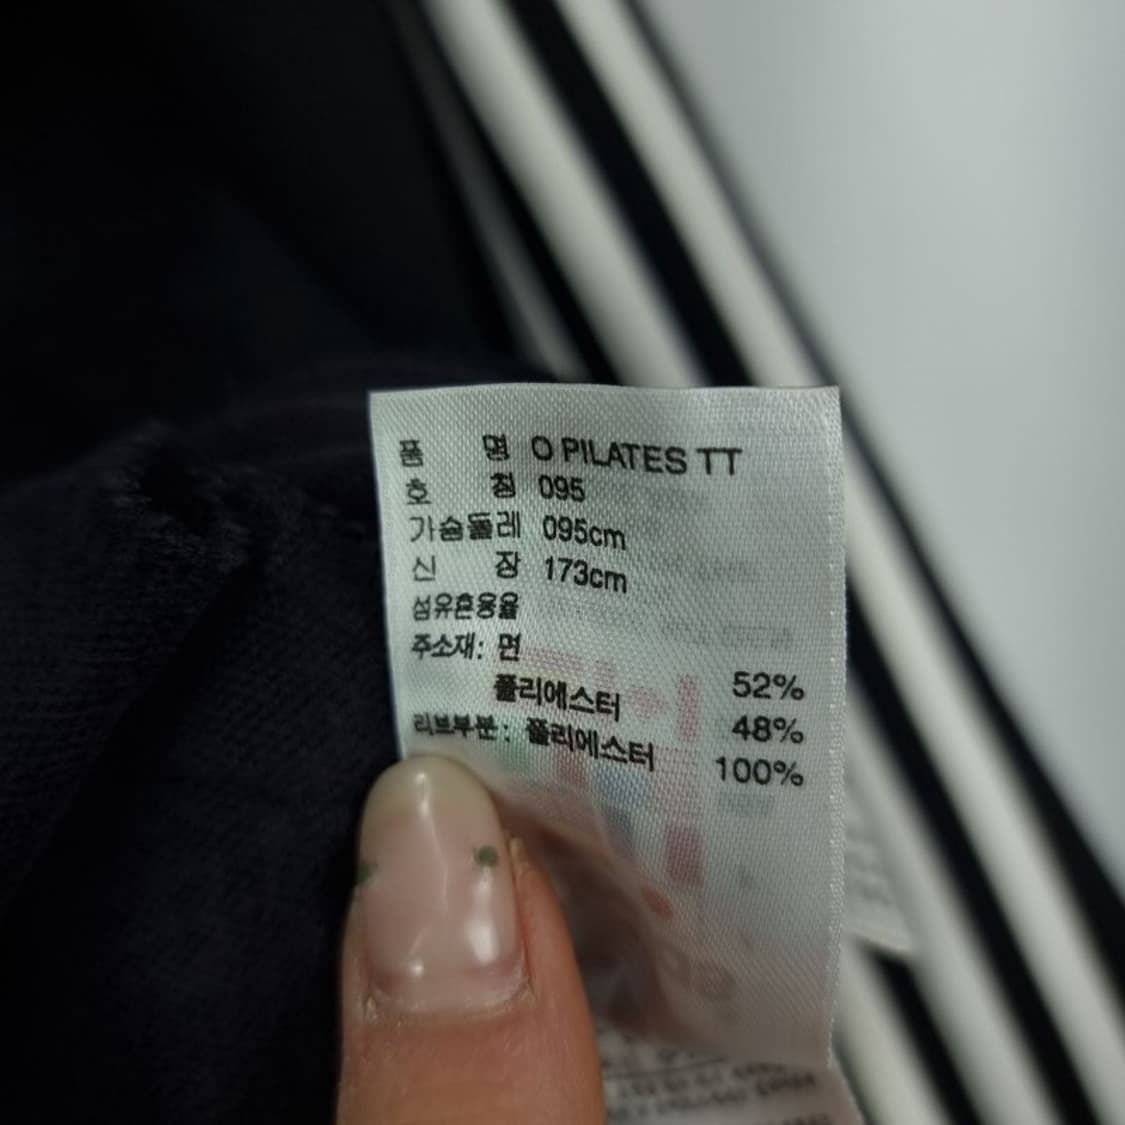 품 명 O PILATES TT
호 칭 095
가슴둘레 095cm
신 장 173cm
섬유혼용율
주소재: 면 52%
폴리에스터 48%
리브부분: 폴리에스터 100%